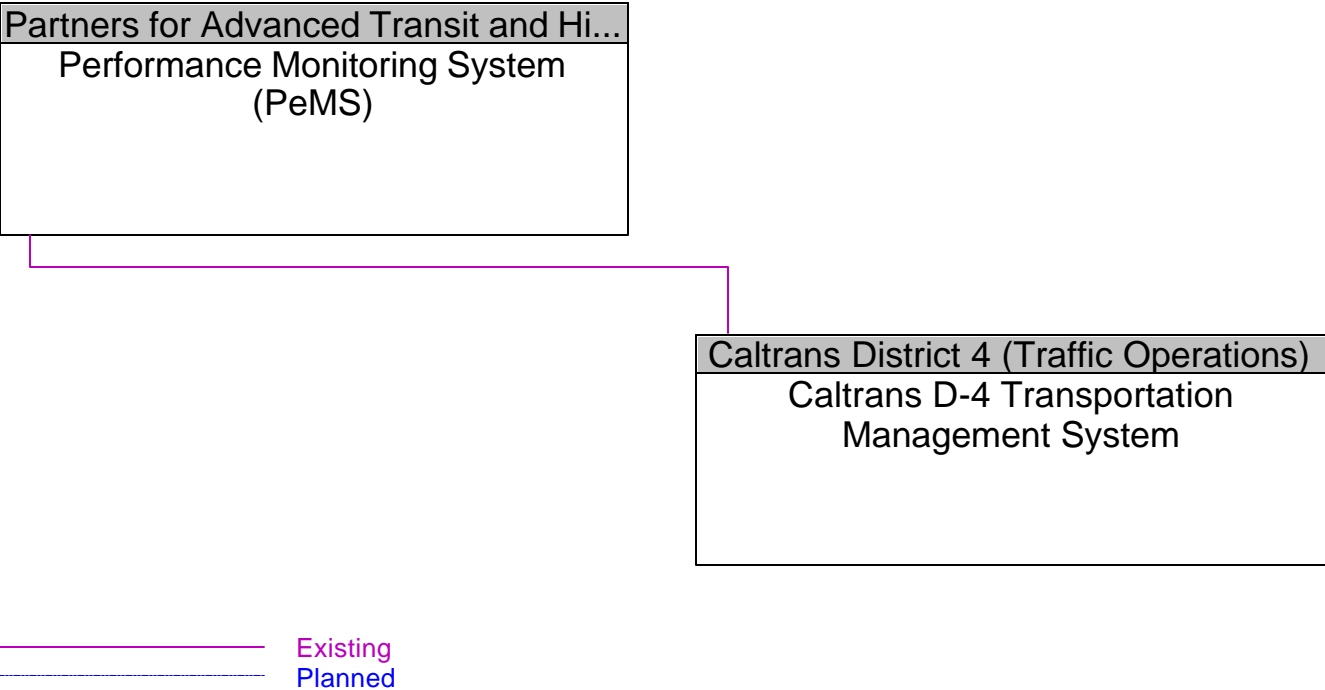 Partners for Advanced Transit and Hi...
Performance Monitoring System
(PeMS)
Caltrans District 4 (Traffic Operations)
Caltrans D-4 Transportation
Management System
Existing
Planned